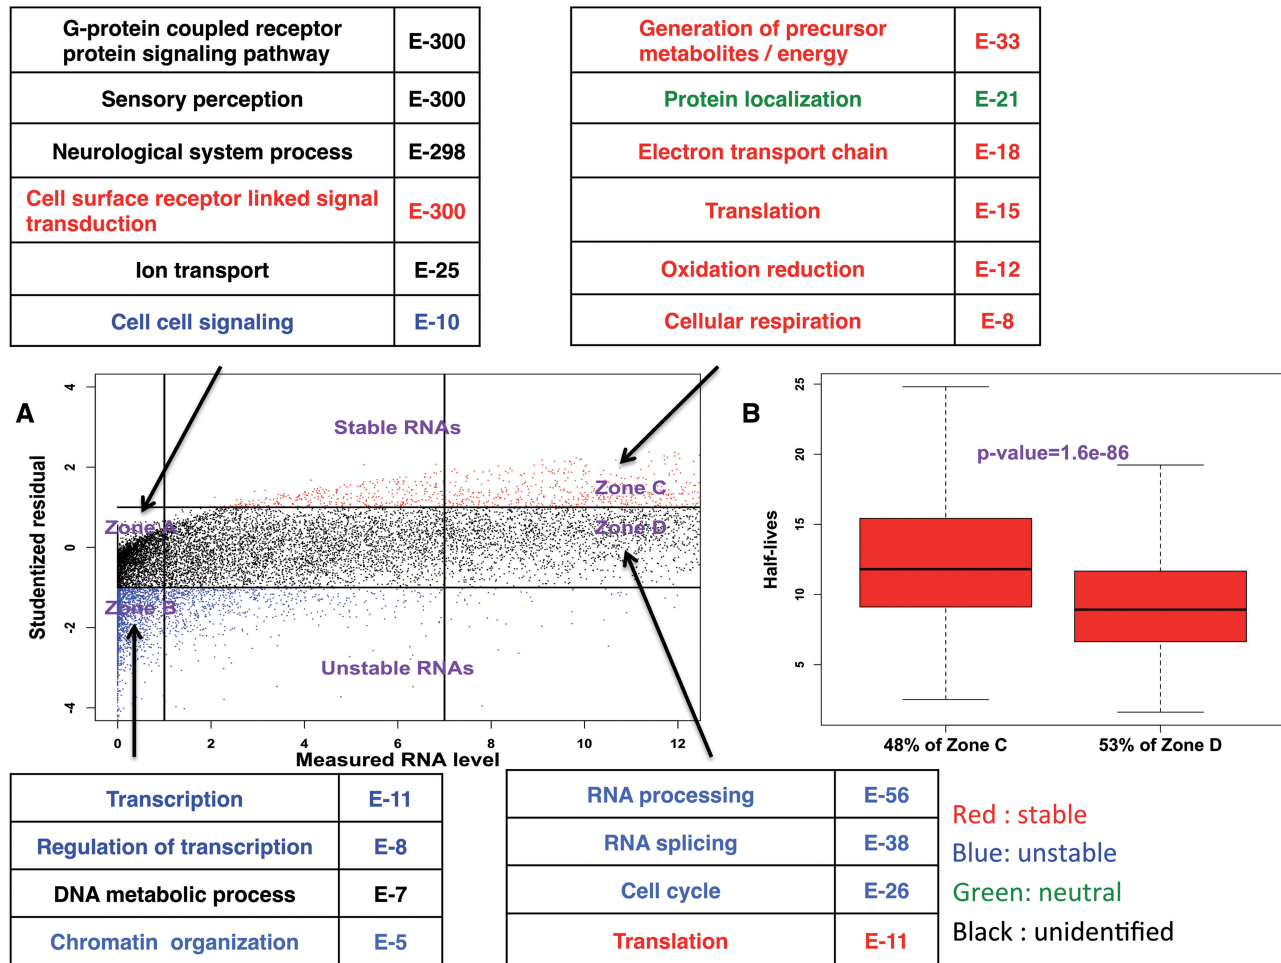 G-protein coupled receptor
protein signaling pathway
E-300
Sensory perception
E-300
Neurological system process
E-298
Cell surface receptor linked signal
transduction
E-300
Ion transport
E-25
Cell cell signaling
E-10
Generation of precursor
metabolites / energy
E-33
Protein localization
E-21
Electron transport chain
E-18
Translation
E-15
Oxidation reduction
E-12
Cellular respiration
E-8
A
Studentized residual
4
2
0
-2
-4
Stable RNAs
Zone C
Zone A
Zone D
Zone B
Unstable RNAs
0 2 4 6 8 10 12
Measured RNA level
B
Half-lives
25
20
15
10
5
p-value=1.6e-86
48% of Zone C
53% of Zone D
Transcription
E-11
Regulation of transcription
E-8
DNA metabolic process
E-7
Chromatin organization
E-5
RNA processing
E-56
RNA splicing
E-38
Cell cycle
E-26
Translation
E-11
Red : stable
Blue: unstable
Green: neutral
Black : unidentified